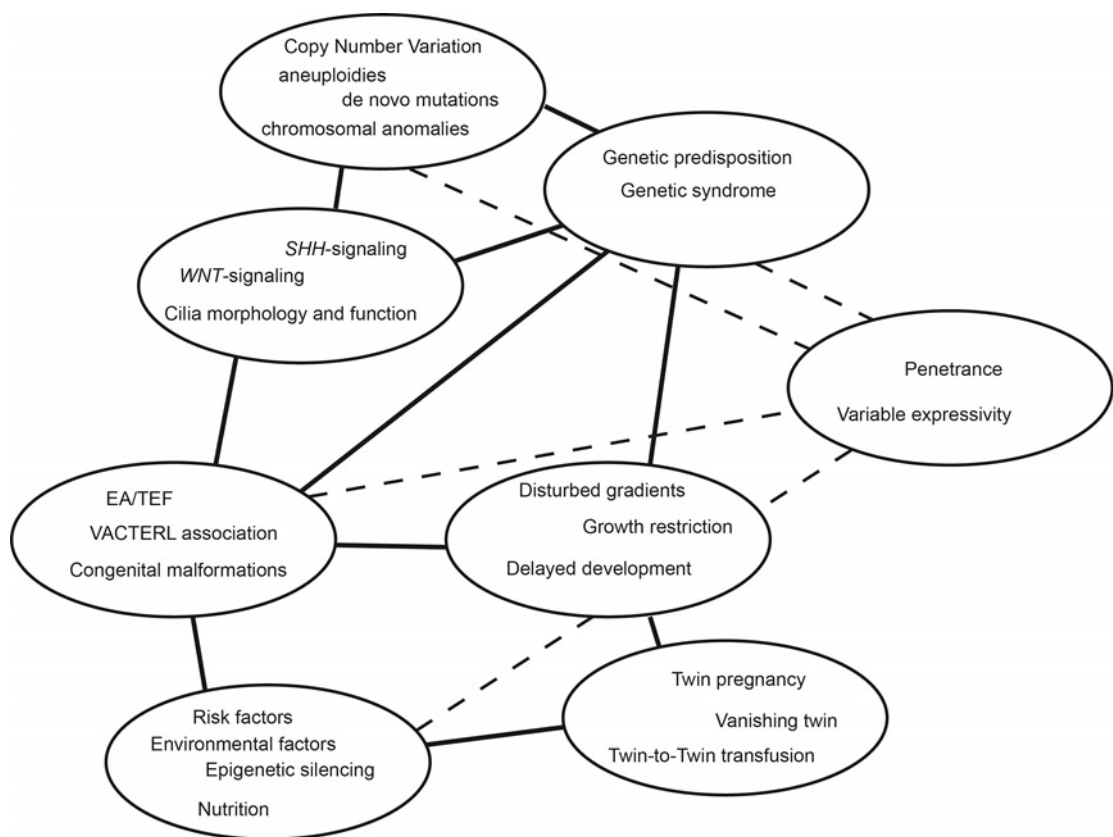 Copy Number Variation
aneuploidies
de novo mutations
chromosomal anomalies
Genetic predisposition
Genetic syndrome
SHH-signaling
WNT-signaling
Cilia morphology and function
Penetrance
Variable expressivity
EA/TEF
VACTERL association
Congenital malformations
Disturbed gradients
Growth restriction
Delayed development
Twin pregnancy
Vanishing twin
Twin-to-Twin transfusion
Risk factors
Environmental factors
Epigenetic silencing
Nutrition